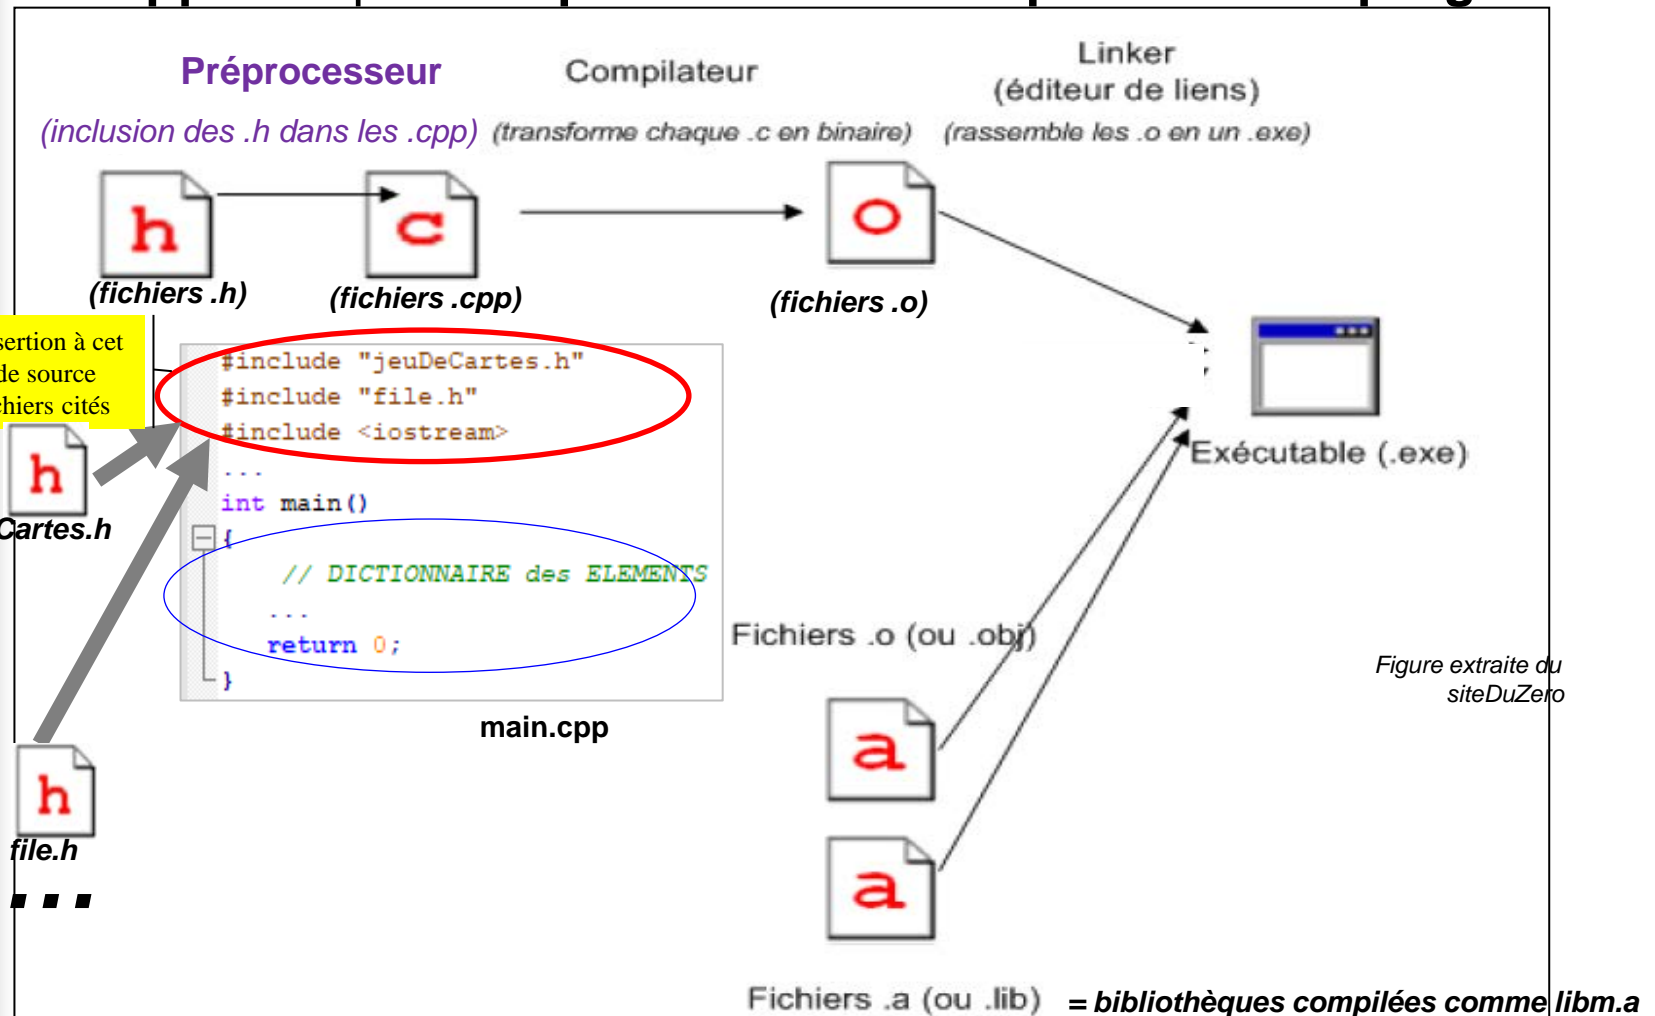 Préprocesseur
Compilateur
Linker
(éditeur de liens)
(inclusion des .h dans les .cpp)
(transforme chaque .c en binaire)
(rassemble les .o en un .exe)
h
c
o
(fichiers .h)
(fichiers .cpp)
(fichiers .o)
sertion à cet
de source
chiers cités
#include "jeuDeCartes.h"
#include "file.h"
#include <iostream>
...
int main()
{
// DICTIONNAIRE des ELEMENTS
...
return 0;
}
main.cpp
h
Cartes.h
h
file.h
...
Exécutable (.exe)
Fichiers .o (ou .obj)
Figure extraite du
siteDuZero
a
a
Fichiers .a (ou .lib)
= bibliothèques compilées comme libm.a